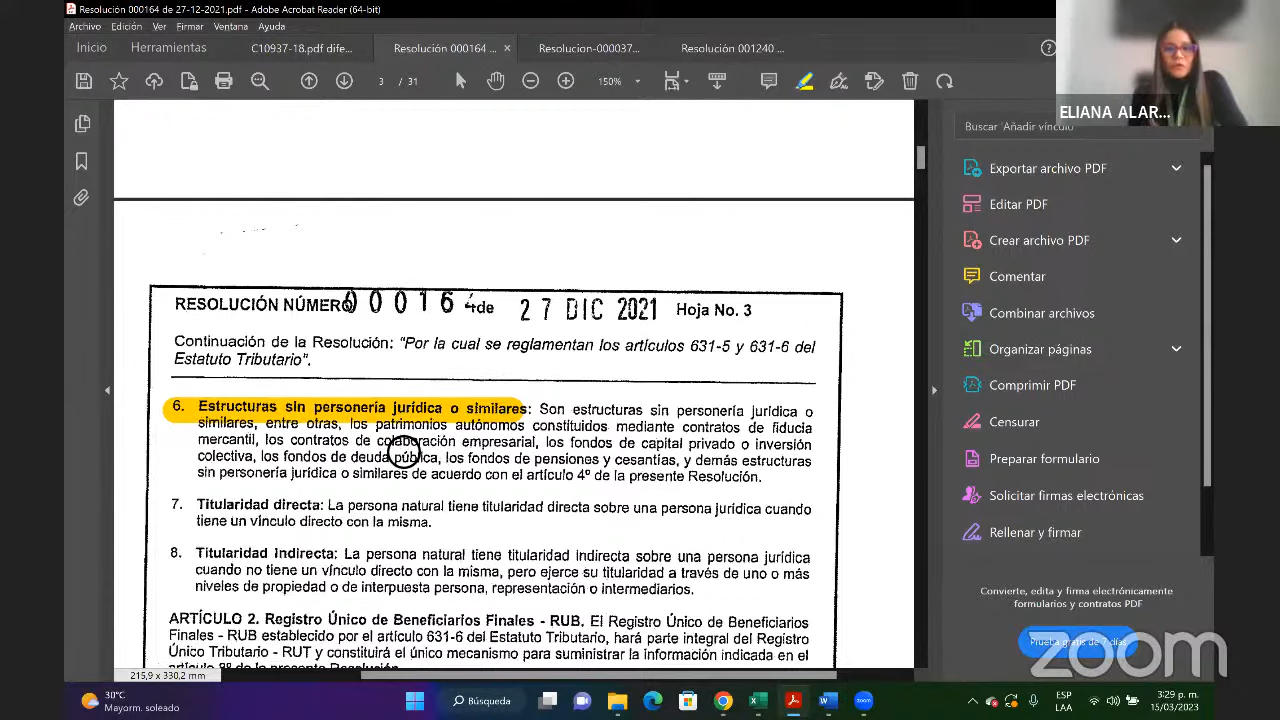 Resolución 000164 de 27-12-2021.pdf - Adobe Acrobat Reader (64-bit)
Archivo Edición Ver Firmar Ventana Ayuda
Inicio Herramientas C10937-18.pdf dife... Resolución 000164 ... × Resolucion-000037... Resolución 001240 ...
3 / 31 150%
ELIANA ALAR...
Buscar 'Añadir vínculo'
Exportar archivo PDF
Editar PDF
Crear archivo PDF
Comentar
Combinar archivos
Organizar páginas
Comprimir PDF
Censurar
Preparar formulario
Solicitar firmas electrónicas
Rellenar y firmar
Convierte, edita y firma electrónicamente
formularios y contratos PDF
Prueba gratis de 7 días
zoom
RESOLUCIÓN NÚMERO 000164 de 27 DIC 2021 Hoja No. 3
Continuación de la Resolución: "Por la cual se reglamentan los artículos 631-5 y 631-6 del
Estatuto Tributario".
6. Estructuras sin personería jurídica o similares: Son estructuras sin personería jurídica o
similares, entre otras, los patrimonios autónomos constituidos mediante contratos de fiducia
mercantil, los contratos de colaboración empresarial, los fondos de capital privado o inversión
colectiva, los fondos de deuda pública, los fondos de pensiones y cesantías, y demás estructuras
sin personería jurídica o similares de acuerdo con el artículo 4º de la presente Resolución.
7. Titularidad directa: La persona natural tiene titularidad directa sobre una persona jurídica cuando
tiene un vínculo directo con la misma.
8. Titularidad indirecta: La persona natural tiene titularidad indirecta sobre una persona jurídica
cuando no tiene un vínculo directo con la misma, pero ejerce su titularidad a través de uno o más
niveles de propiedad o de interpuesta persona, representación o intermediarios.
ARTÍCULO 2. Registro Único de Beneficiarios Finales - RUB. El Registro Único de Beneficiarios
Finales - RUB establecido por el artículo 631-6 del Estatuto Tributario, hará parte integral del Registro
Único Tributario - RUT y constituirá el único mecanismo para suministrar la información indicada en el
artículo 8º de la presente Resolución.
215,9 x 330,2 mm
30°C
Mayorm. soleado
Búsqueda
ESP
LAA
3:29 p. m.
15/03/2023